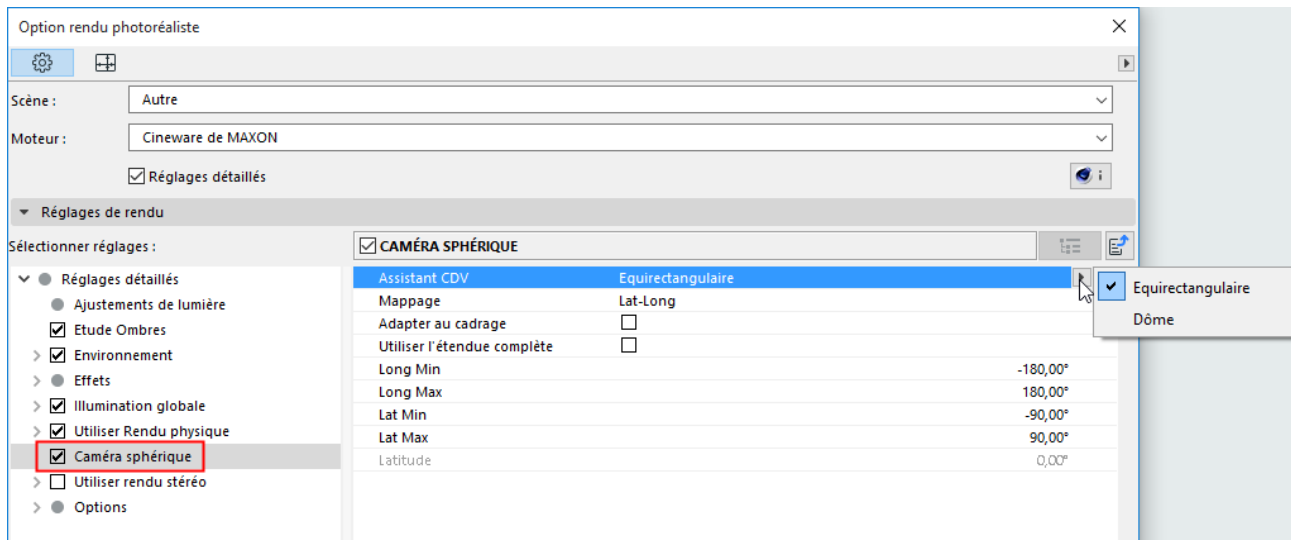 Option rendu photoréaliste
Scène : Autre
Moteur : Cineware de MAXON
Réglages détaillés
i
Réglages de rendu
Sélectionner réglages :
CAMÉRA SPHÉRIQUE
Réglages détaillés
Ajustements de lumière
Etude Ombres
Environnement
Effets
Illumination globale
Utiliser Rendu physique
Caméra sphérique
Utiliser rendu stéréo
Options
Assistant CDV Equirectangulaire
Mappage Lat-Long
Adapter au cadrage
Utiliser l'étendue complète
Long Min -180,00°
Long Max 180,00°
Lat Min -90,00°
Lat Max 90,00°
Latitude 0,00°
Equirectangulaire
Dôme